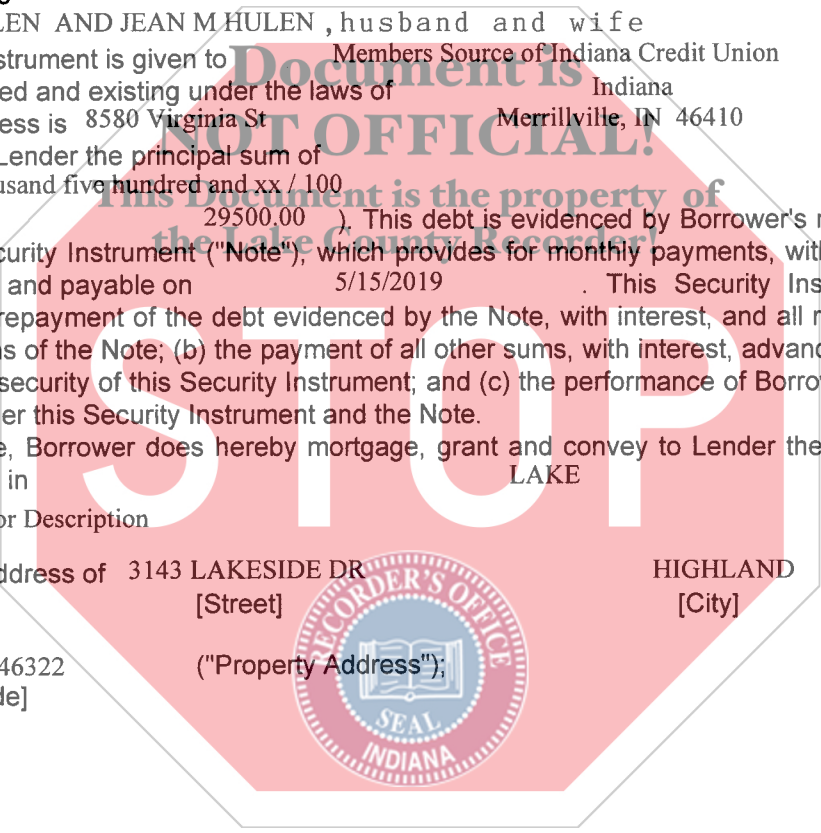 LEN AND JEAN M HULEN , husband and wife
strument is given to Members Source of Indiana Credit Union
ed and existing under the laws of Indiana
ess is 8580 Virginia St Merrillville, IN 46410
Lender the principal sum of
usand five hundred and xx / 100
29500.00 ). This debt is evidenced by Borrower's
curity Instrument ("Note"), which provides for monthly payments, with
and payable on 5/15/2019 . This Security Ins
repayment of the debt evidenced by the Note, with interest, and all
s of the Note; (b) the payment of all other sums, with interest, advanc
security of this Security Instrument; and (c) the performance of Borro
er this Security Instrument and the Note.
e, Borrower does hereby mortgage, grant and convey to Lender the
in LAKE
or Description
ddress of 3143 LAKESIDE DR HIGHLAND
[Street] [City]
46322 ("Property Address");
de]
Document is
NOT OFFICIAL!
This Document is the property of
the Lake County Recorder!
STOP
RECORDER'S OFFICE
SEAL
INDIANA